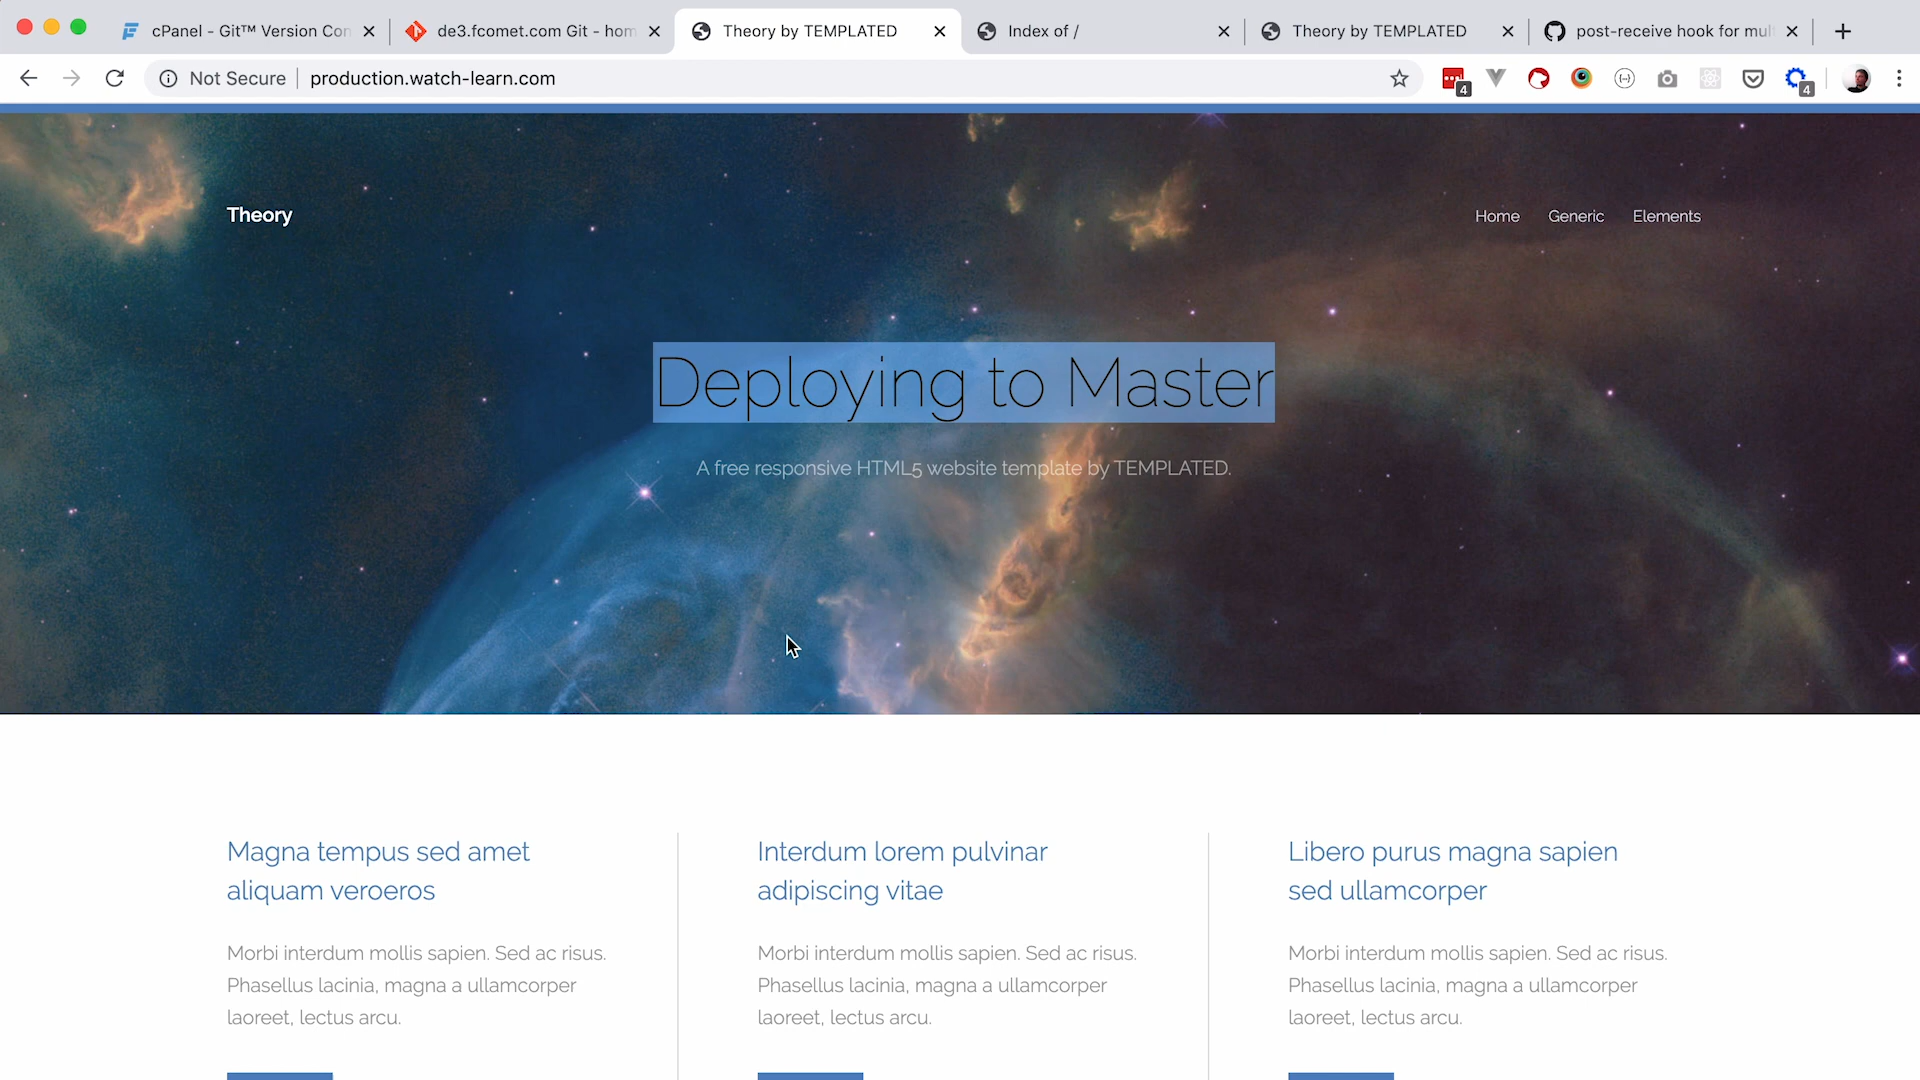 cPanel - Git™ Version Con
de3.fcomet.com Git - hom
Theory by TEMPLATED
Index of /
Theory by TEMPLATED
post-receive hook for mul
Not Secure
production.watch-learn.com
4
4
Theory
Home
Generic
Elements
Deploying to Master
A free responsive HTML5 website template by TEMPLATED.
Magna tempus sed amet
aliquam veroeros
Morbi interdum mollis sapien. Sed ac risus.
Phasellus lacinia, magna a ullamcorper
laoreet, lectus arcu.
Interdum lorem pulvinar
adipiscing vitae
Morbi interdum mollis sapien. Sed ac risus.
Phasellus lacinia, magna a ullamcorper
laoreet, lectus arcu.
Libero purus magna sapien
sed ullamcorper
Morbi interdum mollis sapien. Sed ac risus.
Phasellus lacinia, magna a ullamcorper
laoreet, lectus arcu.